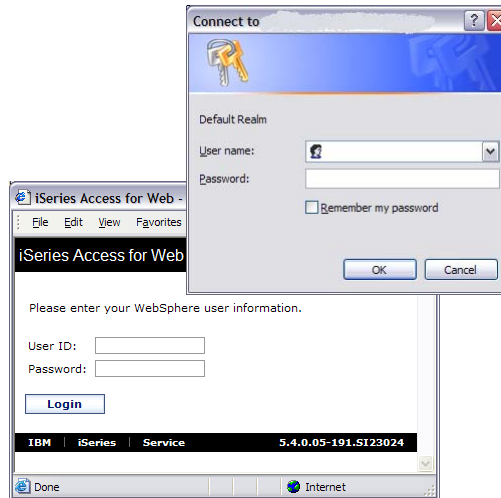 Connect to
Default Realm
User name:
Password:
Remember my password
OK Cancel
iSeries Access for Web -
File Edit View Favorites
iSeries Access for Web
Please enter your WebSphere user information.
User ID:
Password:
Login
IBM iSeries Service 5.4.0.05-191.SI23024
Done Internet